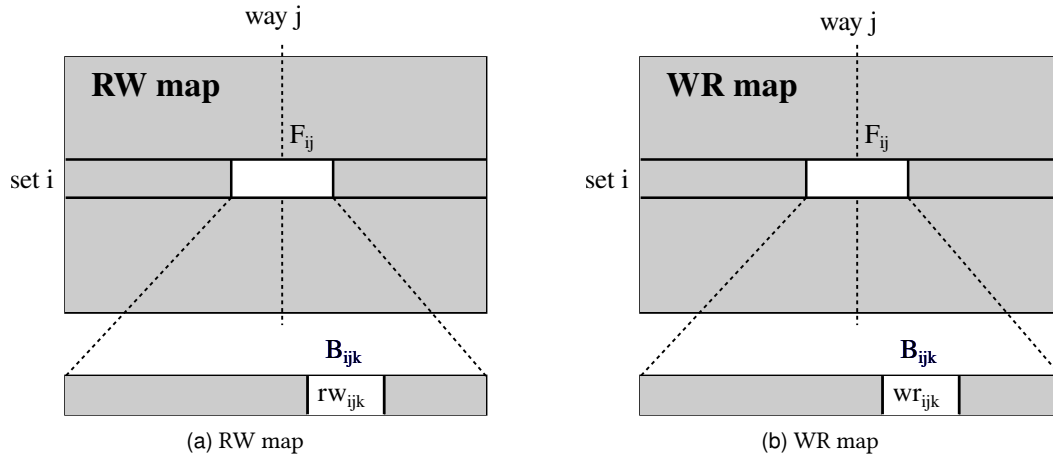 way j
RW map
F_ij
set i
B_ijk
rw_ijk
(a) RW map
way j
WR map
F_ij
set i
B_ijk
wr_ijk
(b) WR map